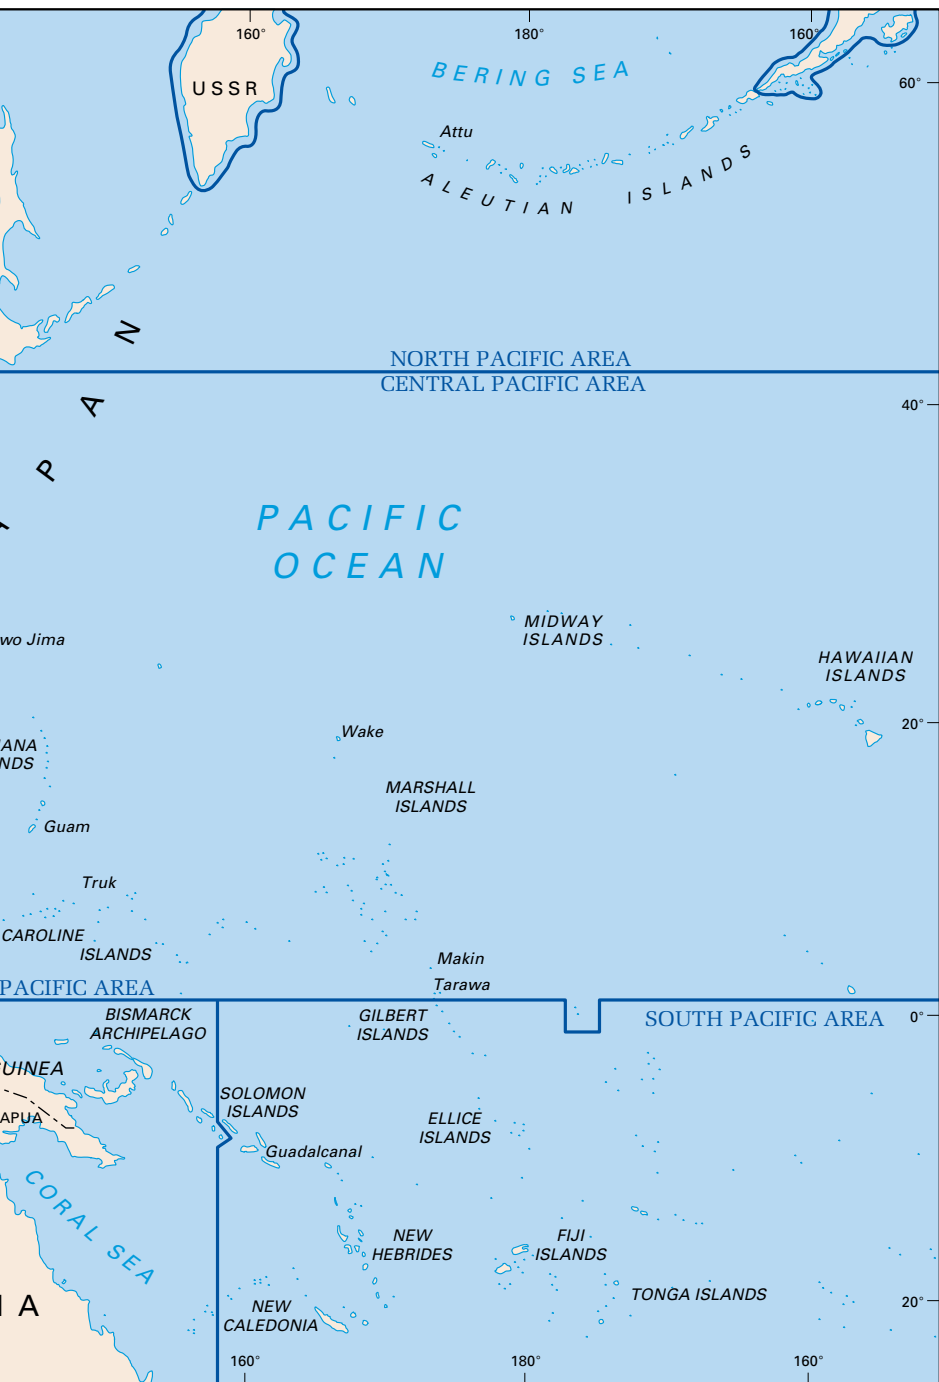 160°
180°
160°
BERING SEA
60°
USSR
Attu
ALEUTIAN ISLANDS
N
NORTH PACIFIC AREA
CENTRAL PACIFIC AREA
A
40°
P
PACIFIC
OCEAN
MIDWAY
ISLANDS
wo Jima
HAWAIIAN
ISLANDS
20°
Wake
IANA
NDS
MARSHALL
ISLANDS
Guam
Truk
CAROLINE
ISLANDS
Makin
Tarawa
PACIFIC AREA
BISMARCK
ARCHIPELAGO
GILBERT
ISLANDS
SOUTH PACIFIC AREA
0°
UINEA
SOLOMON
ISLANDS
APUA
ELLICE
ISLANDS
Guadalcanal
CORAL SEA
NEW
HEBRIDES
FIJI
ISLANDS
TONGA ISLANDS
I A
NEW
CALEDONIA
20°
160°
180°
160°